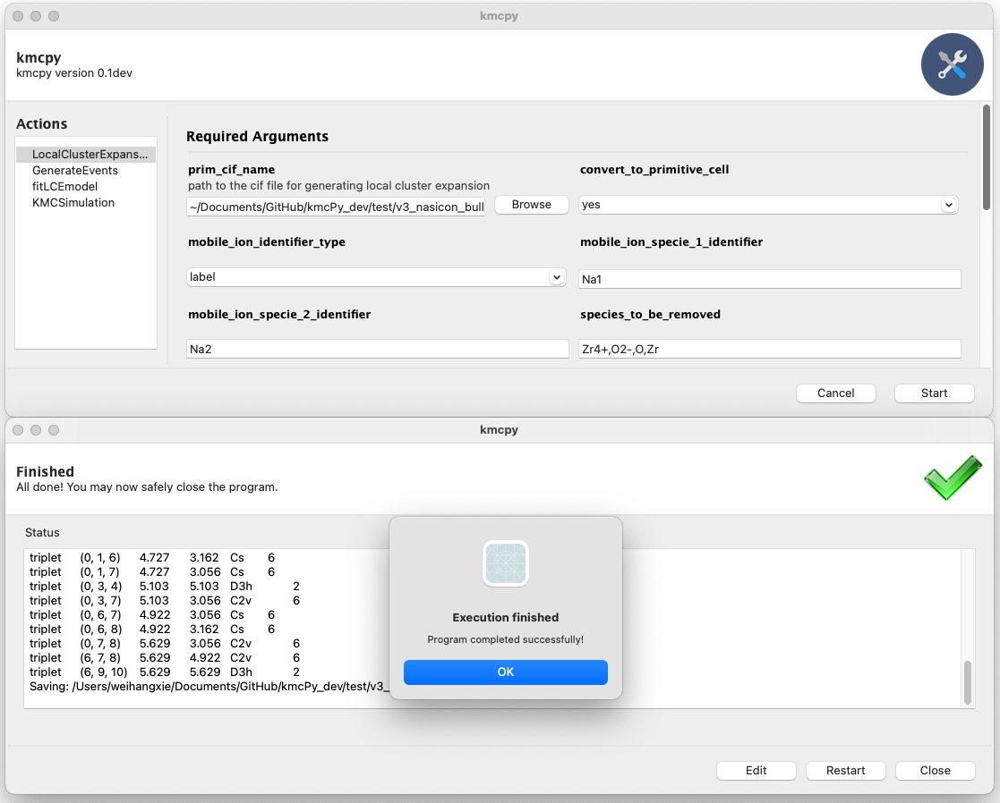 kmcpy
kmcpy
kmcpy version 0.1dev
Actions
LocalClusterExpans...
GenerateEvents
fitLCEmodel
KMCSimulation
Required Arguments
prim_cif_name
path to the cif file for generating local cluster expansion
~/Documents/GitHub/kmcPy_dev/test/v3_nasicon_bull
Browse
convert_to_primitive_cell
yes
mobile_ion_identifier_type
label
mobile_ion_specie_1_identifier
Na1
mobile_ion_specie_2_identifier
Na2
species_to_be_removed
Zr4+,O2-,O,Zr
Cancel Start
kmcpy
Finished
All done! You may now safely close the program.
Status
triplet (0, 1, 6) 4.727 3.162 Cs 6
triplet (0, 1, 7) 4.727 3.056 Cs 6
triplet (0, 3, 4) 5.103 5.103 D3h 2
triplet (0, 3, 7) 5.103 3.056 C2v 6
triplet (0, 6, 7) 4.922 3.056 Cs 6
triplet (0, 6, 8) 4.922 3.162 Cs 6
triplet (0, 7, 8) 5.629 3.056 C2v 6
triplet (6, 7, 8) 5.629 4.922 C2v 6
triplet (6, 9, 10) 5.629 5.629 D3h 2
Saving: /Users/weihangxie/Documents/GitHub/kmcPy_dev/test/v3_
Execution finished
Program completed successfully!
OK
Edit Restart Close